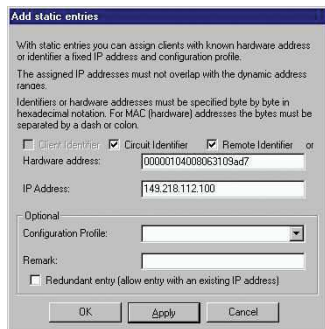 Add static entries
With static entries you can assign clients with known hardware address
or identifier a fixed IP address and configuration profile.
The assigned IP addresses must not overlap with the dynamic address
ranges.
Identifiers or hardware addresses must be specified byte by byte in
hexadecimal notation. For MAC (hardware) addresses the bytes must be
separated by a dash or colon.
Client Identifier Circuit Identifier Remote Identifier or
Hardware address: 00000104008063109ad7
IP Address: 149.218.112.100
Optional
Configuration Profile:
Remark:
Redundant entry (allow entry with an existing IP address)
OK Apply Cancel